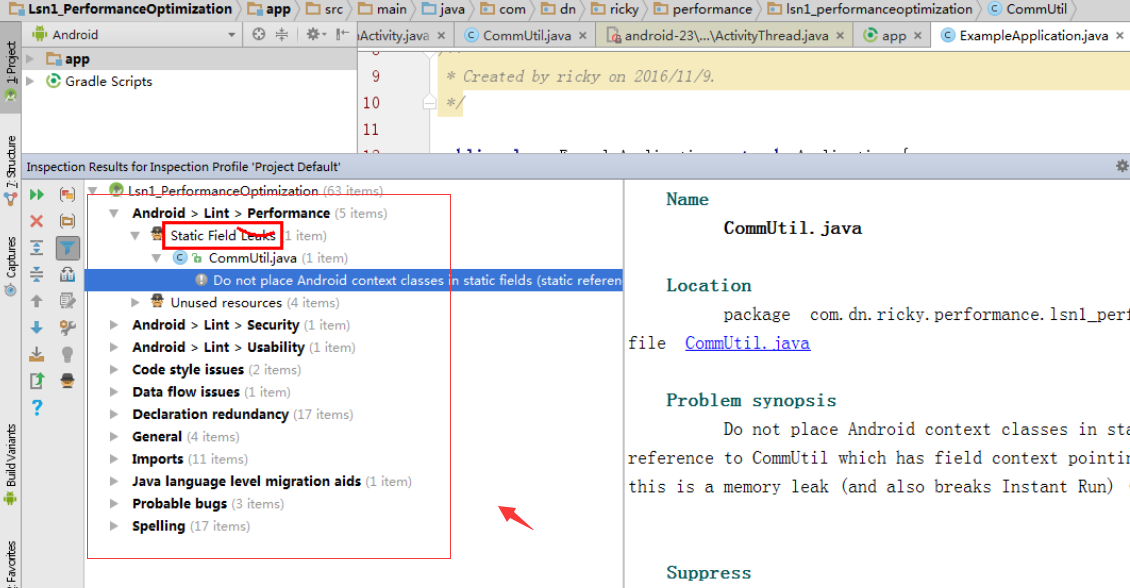 Lsn1_PerformanceOptimization app src main java com dn ricky performance lsn1_performanceoptimization CommUtil
Android
Activity.java CommUtil.java android-23\...\ActivityThread.java app ExampleApplication.java
1: Project
app
Gradle Scripts
9 * Created by ricky on 2016/11/9.
10 */
11
Inspection Results for Inspection Profile 'Project Default'
7: Structure
Captures
Build Variants
Favorites
Lsn1_PerformanceOptimization (63 items)
Android > Lint > Performance (5 items)
Static Field Leaks (1 item)
CommUtil.java (1 item)
Do not place Android context classes in static fields (static referen
Unused resources (4 items)
Android > Lint > Security (1 item)
Android > Lint > Usability (1 item)
Code style issues (2 items)
Data flow issues (1 item)
Declaration redundancy (17 items)
General (4 items)
Imports (11 items)
Java language level migration aids (1 item)
Probable bugs (3 items)
Spelling (17 items)
Name
CommUtil.java
Location
package com.dn.ricky.performance.lsn1_perf
file CommUtil.java
Problem synopsis
Do not place Android context classes in sta
reference to CommUtil which has field context pointin
this is a memory leak (and also breaks Instant Run)
Suppress